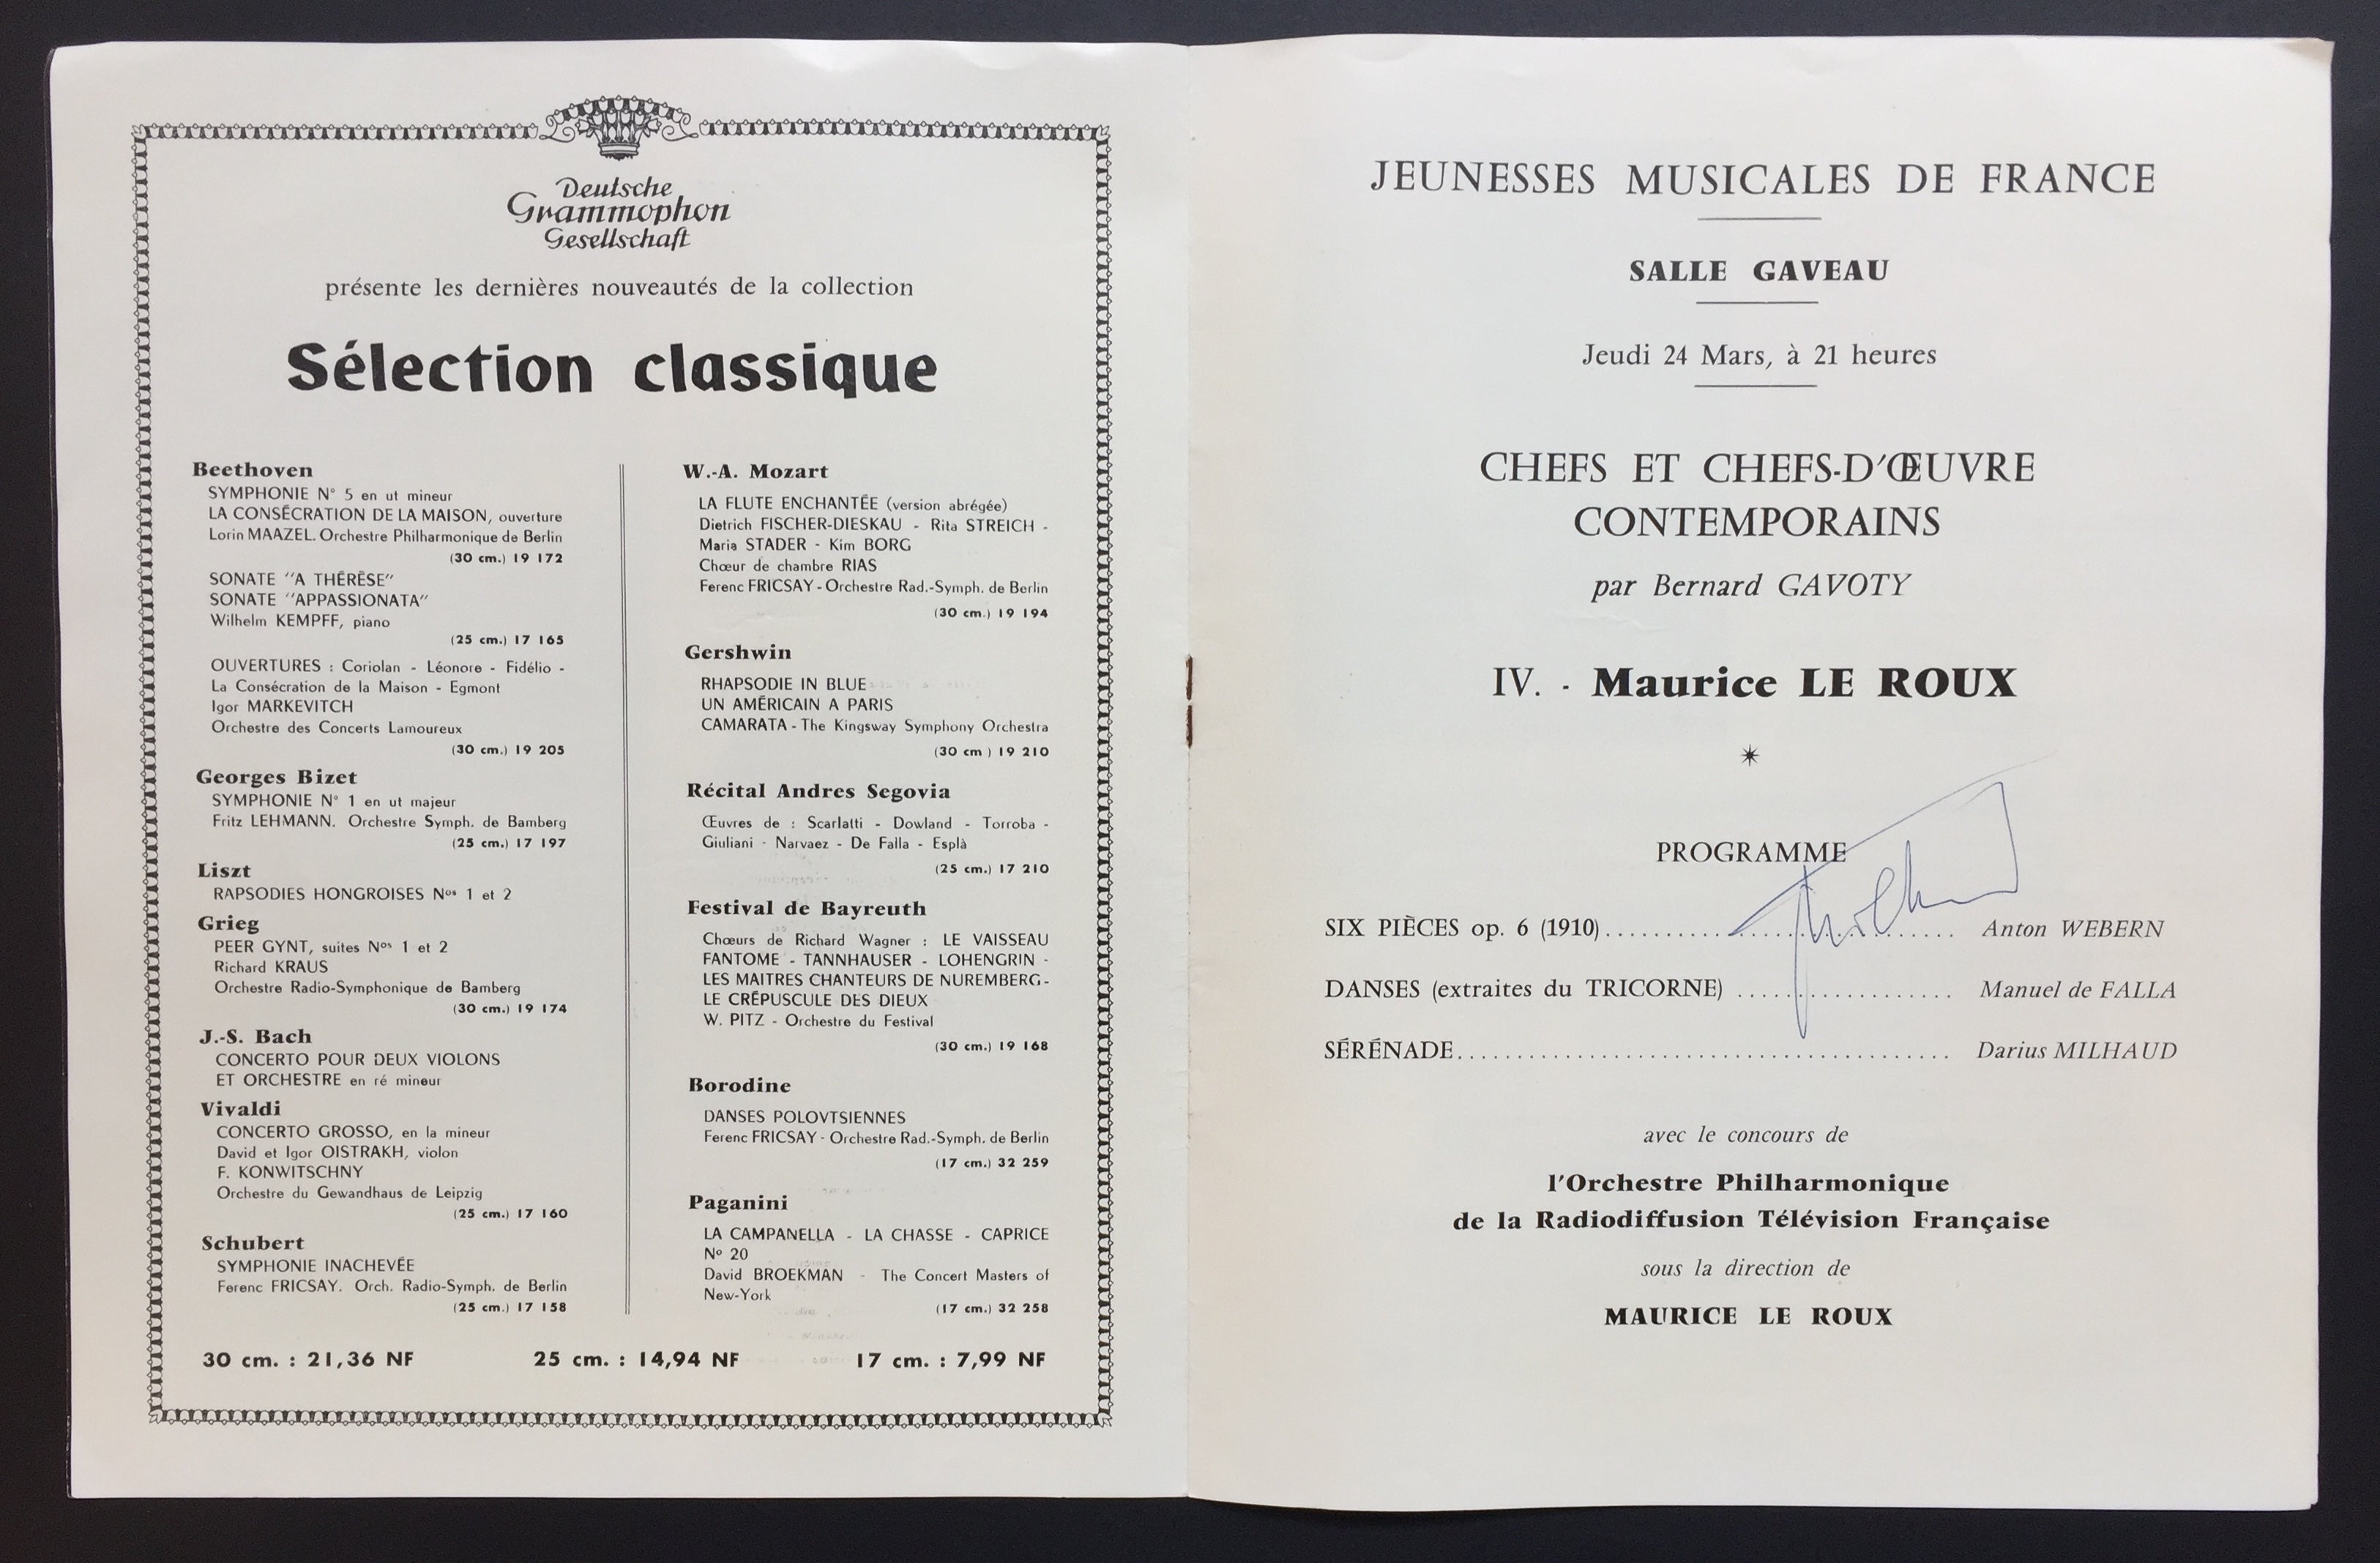 Deutsche
Grammophon
Gesellschaft
présente les dernières nouveautés de la collection
Sélection classique
Beethoven
SYMPHONIE N° 5 en ut mineur
LA CONSÉCRATION DE LA MAISON, ouverture
Lorin MAAZEL. Orchestre Philharmonique de Berlin
(30 cm.) 19 172
SONATE "A THÉRÈSE"
SONATE "APPASSIONATA"
Wilhelm KEMPFF, piano
(25 cm.) 17 165
OUVERTURES : Coriolan - Léonore - Fidélio -
La Consécration de la Maison - Egmont
Igor MARKEVITCH
Orchestre des Concerts Lamoureux
(30 cm.) 19 205
Georges Bizet
SYMPHONIE N° 1 en ut majeur
Fritz LEHMANN. Orchestre Symph. de Bamberg
(25 cm.) 17 197
Liszt
RAPSODIES HONGROISES Nos 1 et 2
Grieg
PEER GYNT, suites Nos 1 et 2
Richard KRAUS
Orchestre Radio-Symphonique de Bamberg
(30 cm.) 19 174
J.-S. Bach
CONCERTO POUR DEUX VIOLONS
ET ORCHESTRE en ré mineur
Vivaldi
CONCERTO GROSSO, en la mineur
David et Igor OISTRAKH, violon
F. KONWITSCHNY
Orchestre du Gewandhaus de Leipzig
(25 cm.) 17 160
Schubert
SYMPHONIE INACHEVÉE
Ferenc FRICSAY. Orch. Radio-Symph. de Berlin
(25 cm.) 17 158
W.-A. Mozart
LA FLUTE ENCHANTÉE (version abrégée)
Dietrich FISCHER-DIESKAU - Rita STREICH -
Maria STADER - Kim BORG
Chœur de chambre RIAS
Ferenc FRICSAY - Orchestre Rad.-Symph. de Berlin
(30 cm.) 19 194
Gershwin
RHAPSODIE IN BLUE
UN AMÉRICAIN A PARIS
CAMARATA - The Kingsway Symphony Orchestra
(30 cm ) 19 210
Récital Andres Segovia
Œuvres de : Scarlatti - Dowland - Torroba -
Giuliani - Narvaez - De Falla - Esplà
(25 cm.) 17 210
Festival de Bayreuth
Chœurs de Richard Wagner : LE VAISSEAU
FANTOME - TANNHAUSER - LOHENGRIN -
LES MAITRES CHANTEURS DE NUREMBERG -
LE CRÉPUSCULE DES DIEUX
W. PITZ - Orchestre du Festival
(30 cm.) 19 168
Borodine
DANSES POLOVTSIENNES
Ferenc FRICSAY - Orchestre Rad.-Symph. de Berlin
(17 cm.) 32 259
Paganini
LA CAMPANELLA - LA CHASSE - CAPRICE
No 20
David BROEKMAN - The Concert Masters of
New-York
(17 cm.) 32 258
30 cm. : 21,36 NF 25 cm. : 14,94 NF 17 cm. : 7,99 NF
JEUNESSES MUSICALES DE FRANCE
SALLE GAVEAU
Jeudi 24 Mars, à 21 heures
CHEFS ET CHEFS-D'ŒUVRE
CONTEMPORAINS
par Bernard GAVOTY
IV. - Maurice LE ROUX
PROGRAMME
SIX PIÈCES op. 6 (1910) .......... Anton WEBERN
DANSES (extraites du TRICORNE) .......... Manuel de FALLA
SÉRÉNADE .......... Darius MILHAUD
avec le concours de
l'Orchestre Philharmonique
de la Radiodiffusion Télévision Française
sous la direction de
MAURICE LE ROUX